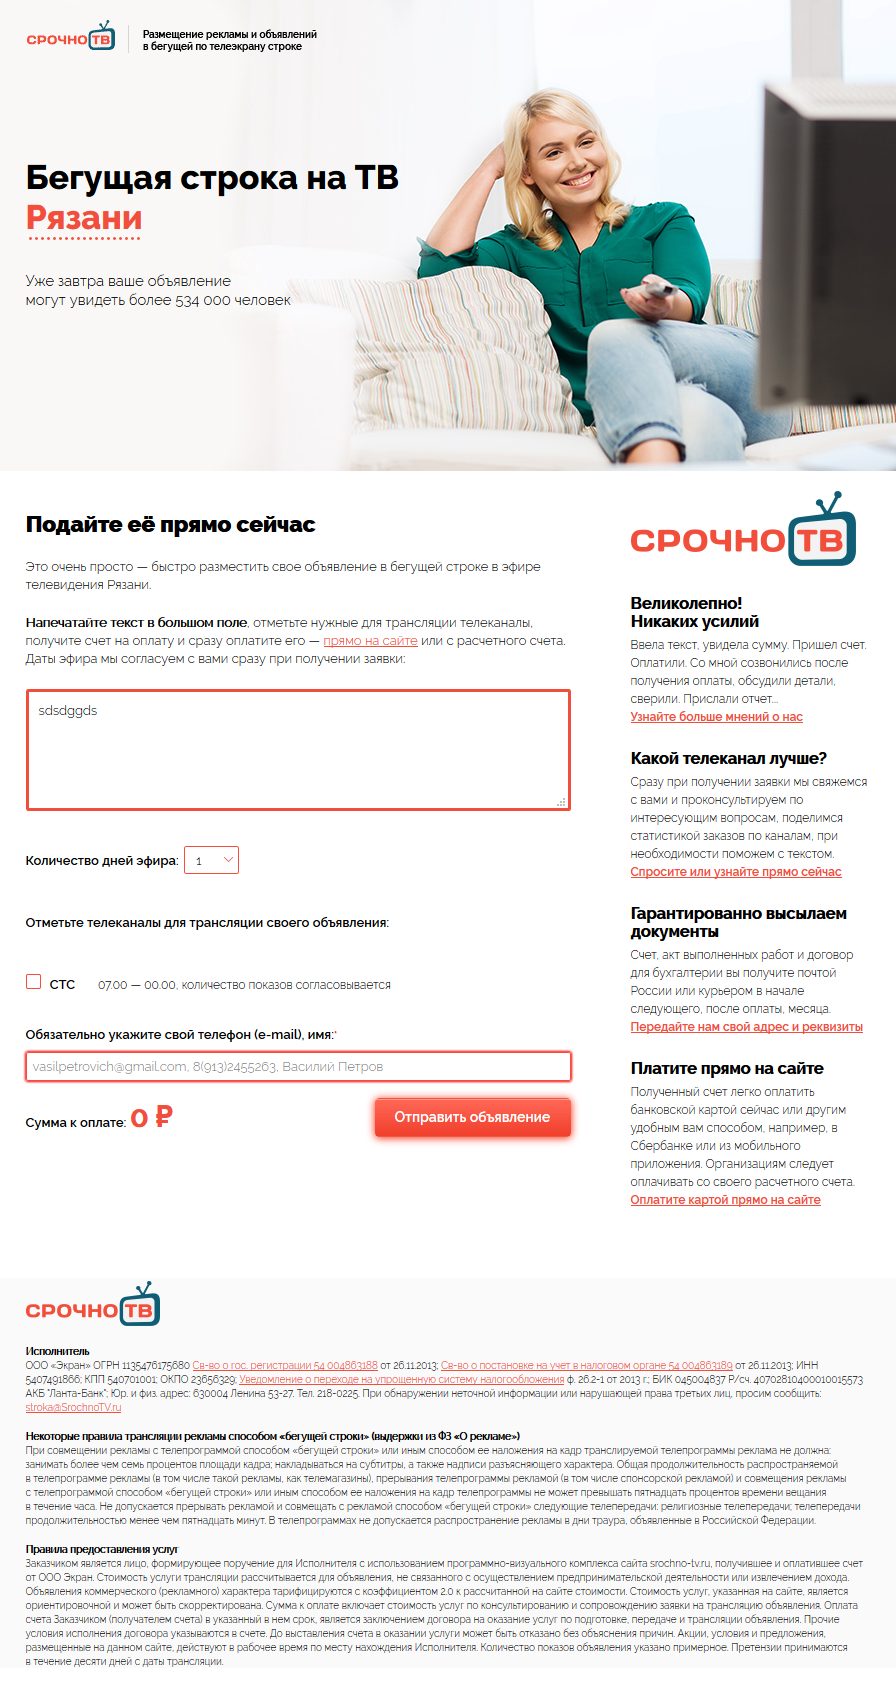 СРОЧНО ТВ
Размещение рекламы и объявлений
в бегущей по телеэкрану строке
Бегущая строка на ТВ
Рязани
Уже завтра ваше объявление
могут увидеть более 534 000 человек
Подайте её прямо сейчас
Это очень просто — быстро разместить свое объявление в бегущей строке в эфире
телевидения Рязани.
Напечатайте текст в большом поле, отметьте нужные для трансляции телеканалы,
получите счет на оплату и сразу оплатите его — прямо на сайте или с расчетного счета.
Даты эфира мы согласуем с вами сразу при получении заявки:
sdsdggds
Количество дней эфира: 1
Отметьте телеканалы для трансляции своего объявления:
СТС 07.00 — 00.00, количество показов согласовывается
Обязательно укажите свой телефон (e-mail), имя:*
vasilpetrovich@gmail.com, 8(913)2455263, Василий Петров
Сумма к оплате: 0 ₽
Отправить объявление
СРОЧНО ТВ
Великолепно!
Никаких усилий
Ввела текст, увидела сумму. Пришел счет.
Оплатили. Со мной созвонились после
получения оплаты, обсудили детали,
сверили. Прислали отчет...
Узнайте больше мнений о нас
Какой телеканал лучше?
Сразу при получении заявки мы свяжемся
с вами и проконсультируем по
интересующим вопросам, поделимся
статистикой заказов по каналам, при
необходимости поможем с текстом.
Спросите или узнайте прямо сейчас
Гарантированно высылаем
документы
Счет, акт выполненных работ и договор
для бухгалтерии вы получите почтой
России или курьером в начале
следующего, после оплаты, месяца.
Передайте нам свой адрес и реквизиты
Платите прямо на сайте
Полученный счет легко оплатить
банковской картой сейчас или другим
удобным вам способом, например, в
Сбербанке или из мобильного
приложения. Организациям следует
оплачивать со своего расчетного счета.
Оплатите картой прямо на сайте
СРОЧНО ТВ
Исполнитель
ООО «Экран» ОГРН 1135476175680 Св-во о гос. регистрации 54 004863188 от 26.11.2013; Св-во о постановке на учет в налоговом органе 54 004863189 от 26.11.2013; ИНН
5407491866; КПП 540701001; ОКПО 23656329; Уведомление о переходе на упрощенную систему налогообложения ф. 26.2-1 от 2013 г.; БИК 045004837 Р/сч. 40702810400010015573
АКБ "Ланта-Банк"; Юр. и физ. адрес: 630004 Ленина 53-27. Тел. 218-0225. При обнаружении неточной информации или нарушающей права третьих лиц, просим сообщить:
stroka@SrochnoTV.ru
Некоторые правила трансляции рекламы способом «бегущей строки» (выдержки из ФЗ «О рекламе»)
При совмещении рекламы с телепрограммой способом «бегущей строки» или иным способом ее наложения на кадр транслируемой телепрограммы реклама не должна:
занимать более чем семь процентов площади кадра; накладываться на субтитры, а также надписи разъясняющего характера. Общая продолжительность распространяемой
в телепрограмме рекламы (в том числе такой рекламы, как телемагазины), прерывания телепрограммы рекламой (в том числе спонсорской рекламой) и совмещения рекламы
с телепрограммой способом «бегущей строки» или иным способом ее наложения на кадр телепрограммы не может превышать пятнадцать процентов времени вещания
в течение часа. Не допускается прерывать рекламой и совмещать с рекламой способом «бегущей строки» следующие телепередачи: религиозные телепередачи; телепередачи
продолжительностью менее чем пятнадцать минут. В телепрограммах не допускается распространение рекламы в дни траура, объявленные в Российской Федерации.
Правила предоставления услуг
Заказчиком является лицо, формирующее поручение для Исполнителя с использованием программно-визуального комплекса сайта srochno-tv.ru, получившее и оплатившее счет
от ООО Экран. Стоимость услуги трансляции рассчитывается для объявления, не связанного с осуществлением предпринимательской деятельности или извлечением дохода.
Объявления коммерческого (рекламного) характера тарифицируются с коэффициентом 2.0 к рассчитанной на сайте стоимости. Стоимость услуг, указанная на сайте, является
ориентировочной и может быть скорректирована. Сумма к оплате включает стоимость услуг по консультированию и сопровождению заявки на трансляцию объявления. Оплата
счета Заказчиком (получателем счета) в указанный в нем срок, является заключением договора на оказание услуг по подготовке, передаче и трансляции объявления. Прочие
условия исполнения договора указываются в счете. До выставления счета в оказании услуги может быть отказано без объяснения причин. Акции, условия и предложения,
размещенные на данном сайте, действуют в рабочее время по месту нахождения Исполнителя. Количество показов объявления указано примерное. Претензии принимаются
в течение десяти дней с даты трансляции.